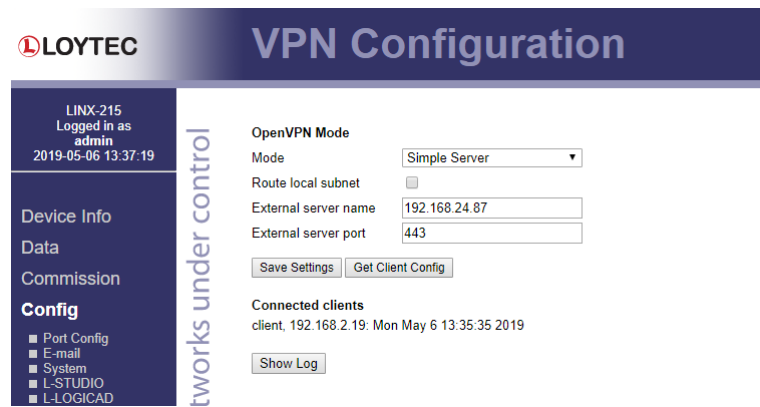 LOYTEC
VPN Configuration
LINX-215
Logged in as
admin
2019-05-06 13:37:19
Device Info
Data
Commission
Config
Port Config
E-mail
System
L-STUDIO
L-LOGICAD
tworks under control
OpenVPN Mode
Mode Simple Server
Route local subnet
External server name 192.168.24.87
External server port 443
Save Settings Get Client Config
Connected clients
client, 192.168.2.19: Mon May 6 13:35:35 2019
Show Log